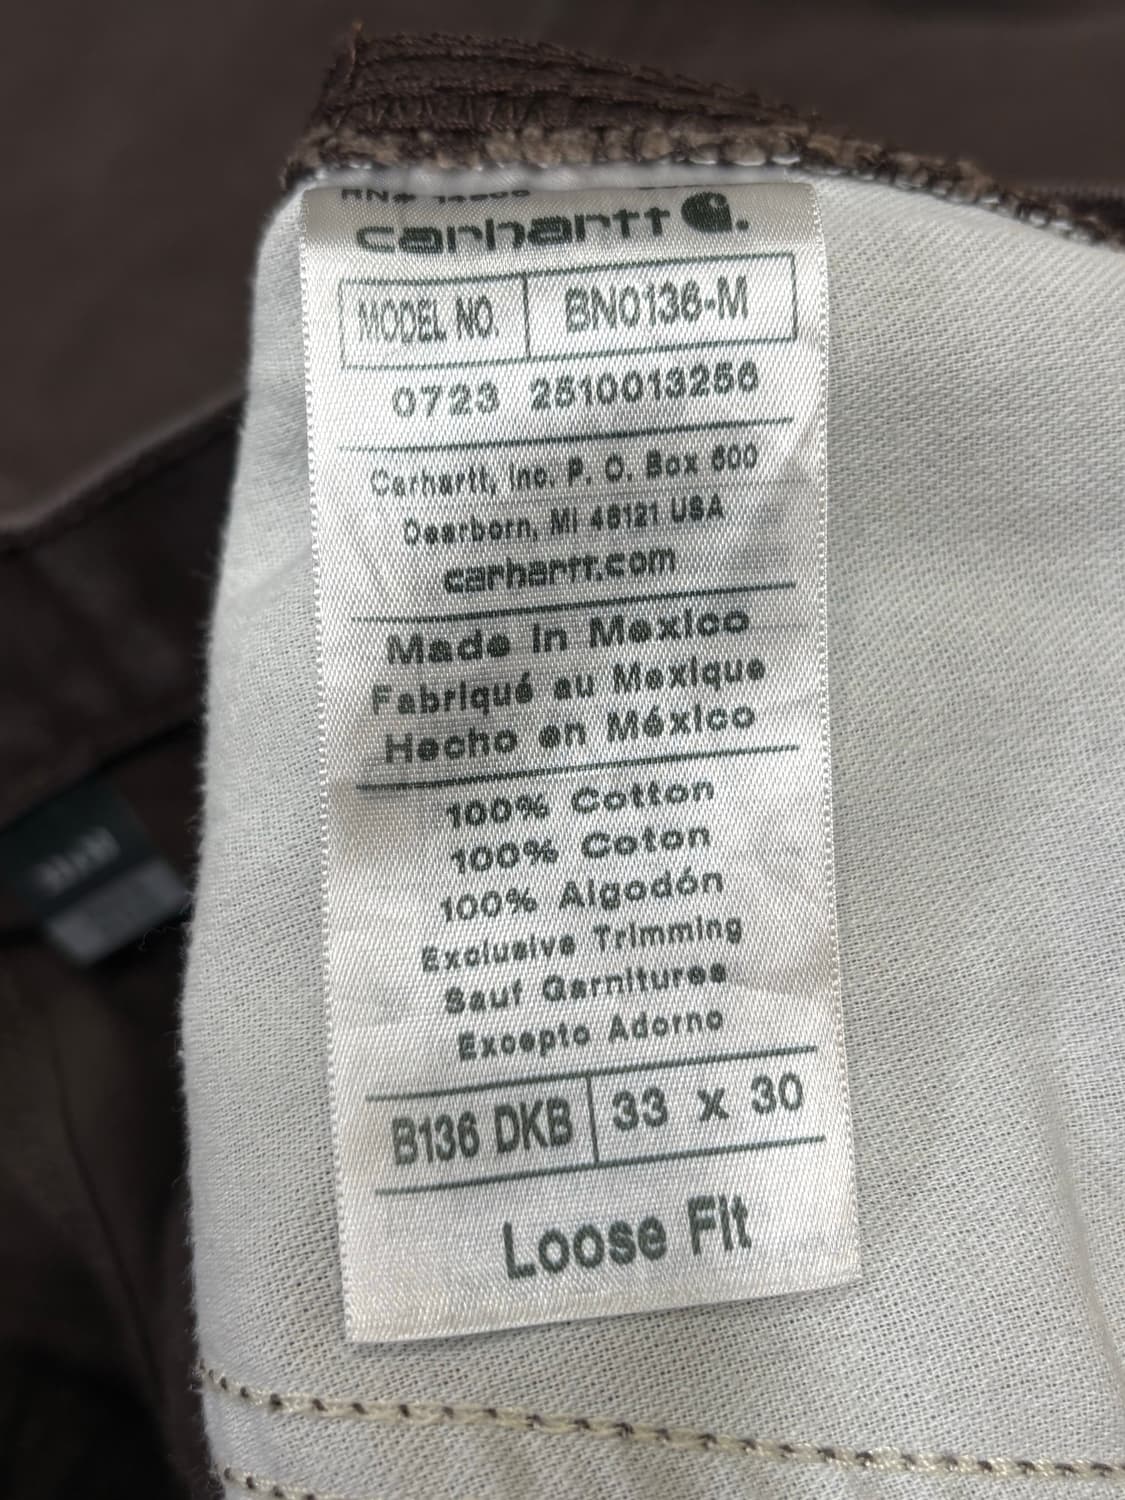 RN# 14806
carhartt
MODEL NO. BN0136-M
0723 2510013256
Carhartt, Inc. P. O. Box 600
Dearborn, MI 48121 USA
carhartt.com
Made in Mexico
Fabriqué au Mexique
Hecho en México
100% Cotton
100% Coton
100% Algodón
Exclusive Trimming
Sauf Garnitures
Excepto Adorno
B136 DKB 33 x 30
Loose Fit